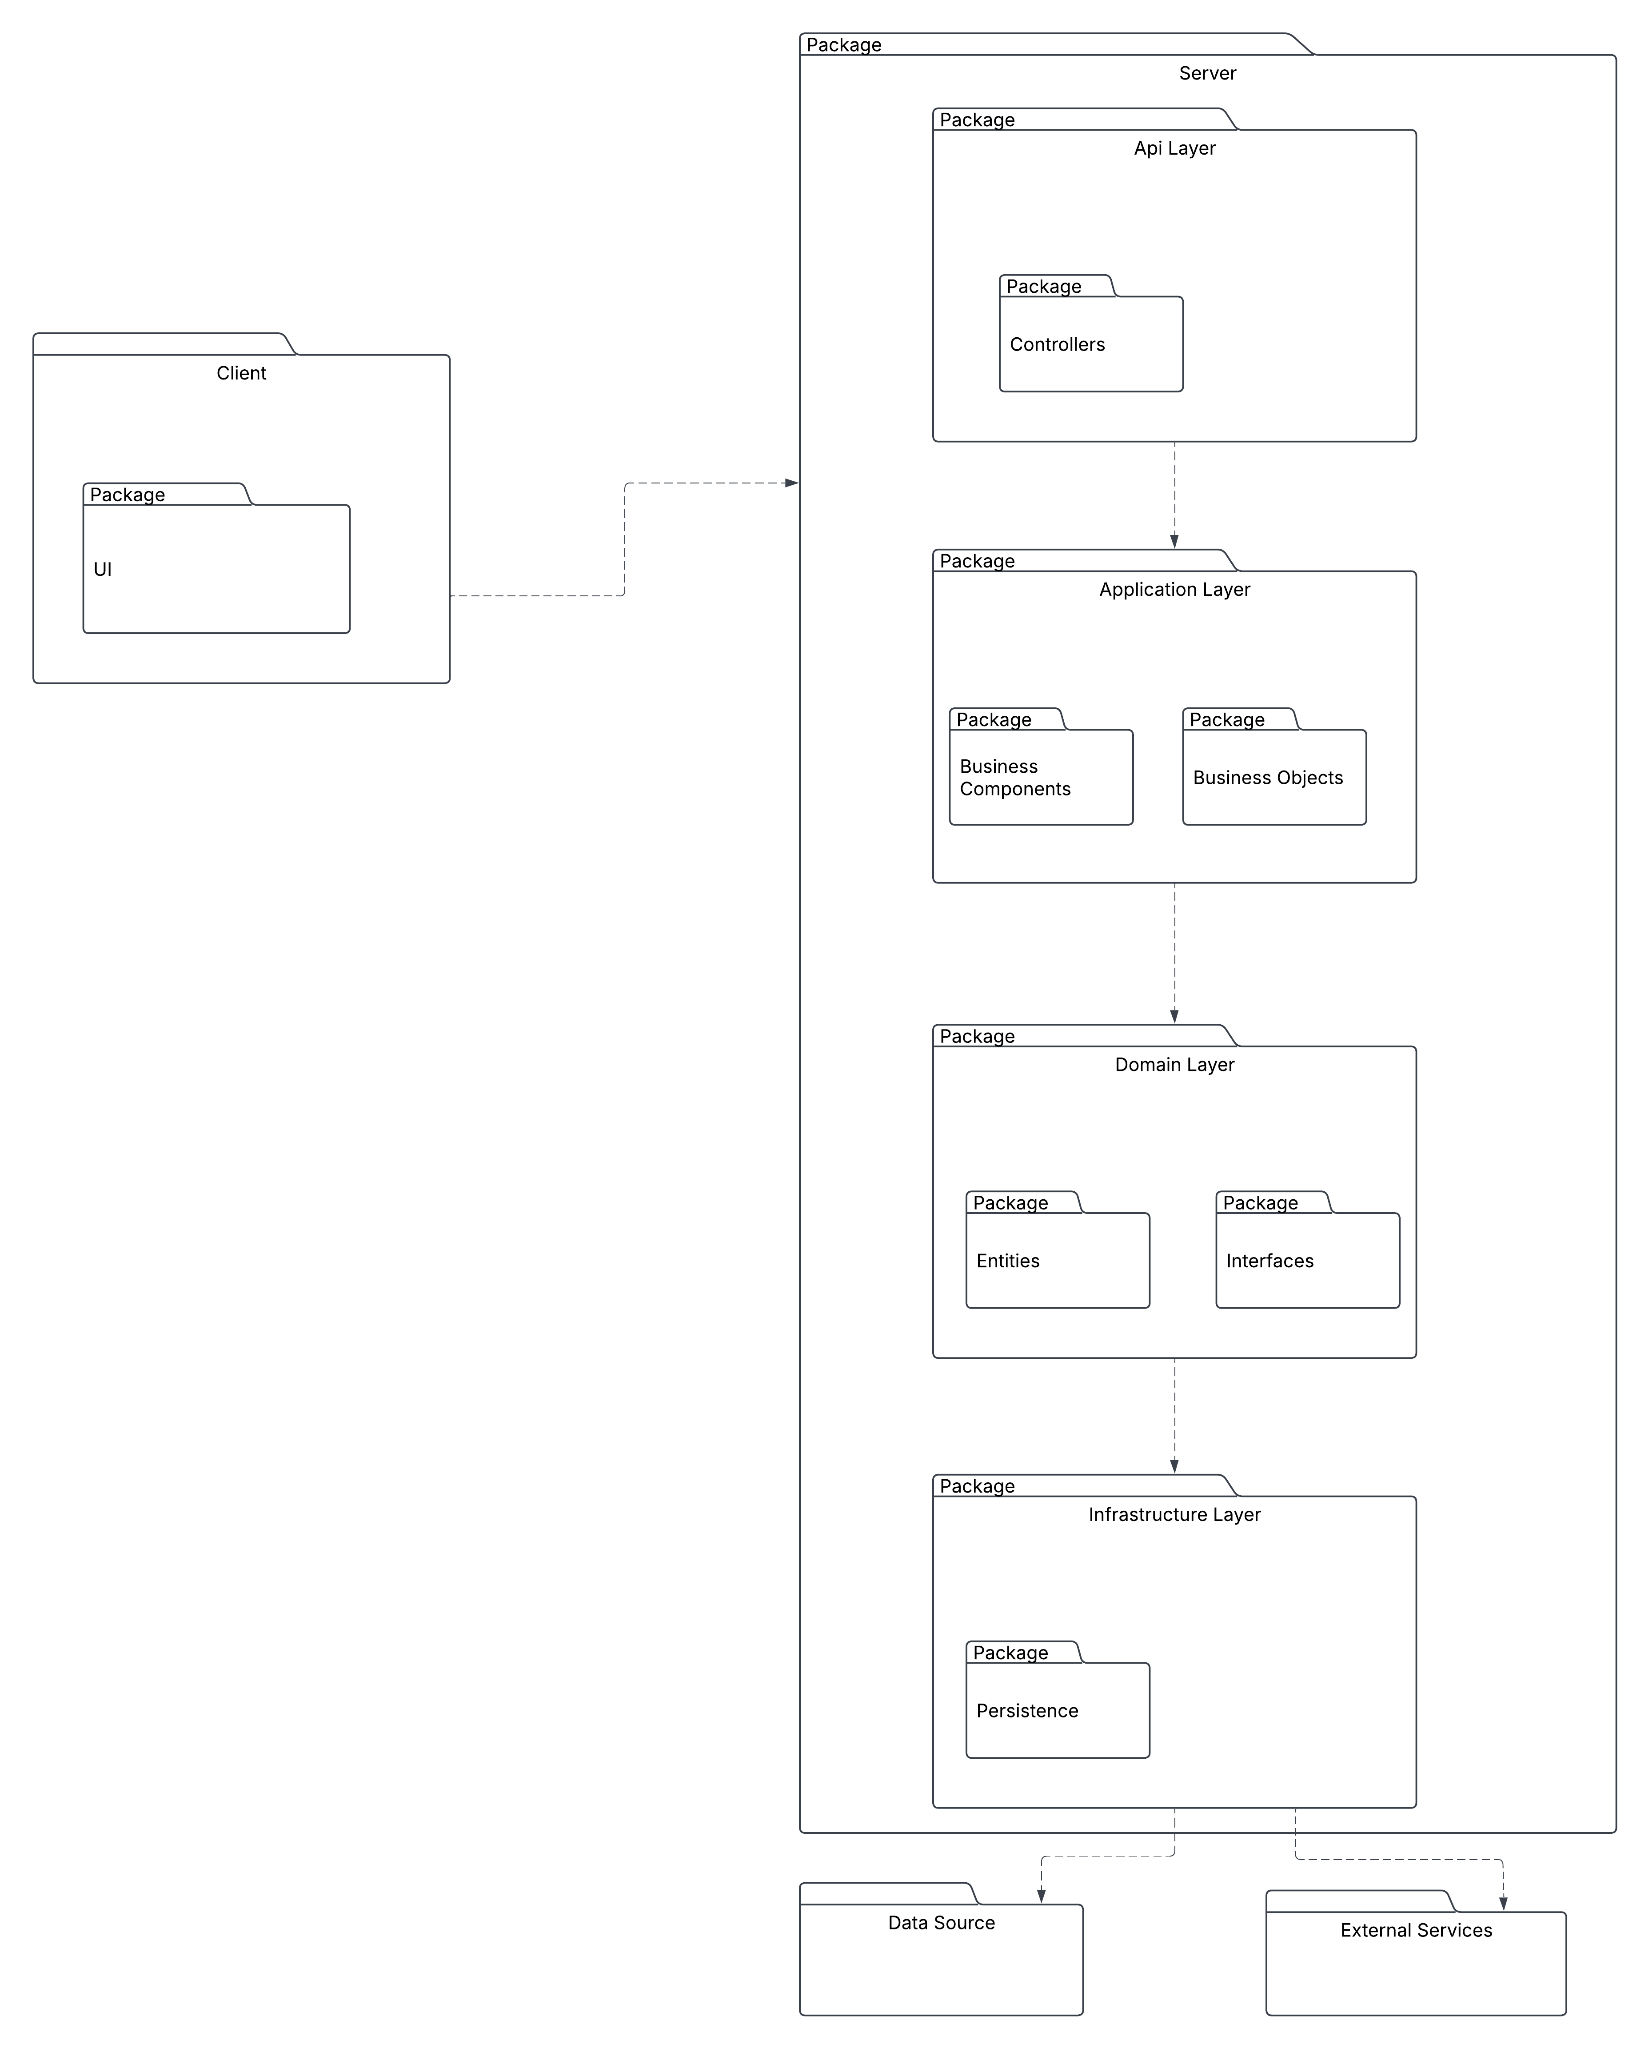 Package
Server
Package
Api Layer
Package
Controllers
Client
Package
UI
Package
Application Layer
Package
Business
Components
Package
Business Objects
Package
Domain Layer
Package
Entities
Package
Interfaces
Package
Infrastructure Layer
Package
Persistence
Data Source
External Services